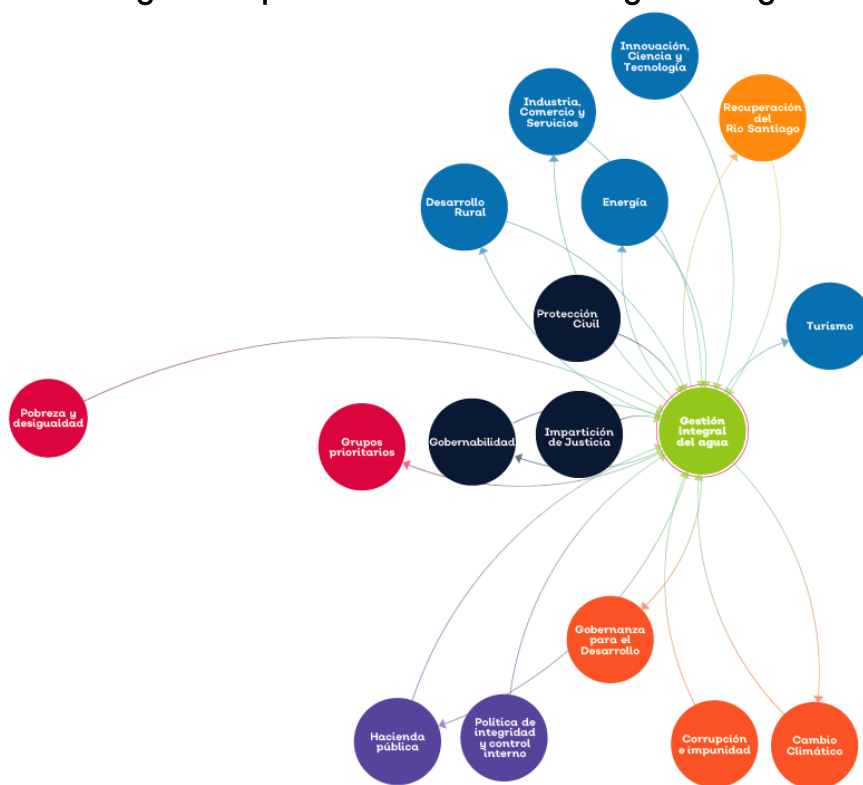 Innovación,
Ciencia y
Tecnología
Industria,
Comercio y
Servicios
Recuperación
del
Río Santiago
Desarrollo
Rural
Energía
Protección
Civil
Turismo
Pobreza y
desigualdad
Grupos
prioritarios
Gobernabilidad
Impartición
de Justicia
Gestión
integral
del agua
Gobernanza
para el
Desarrollo
Hacienda
pública
Política de
integridad
y control
interno
Corrupción
e impunidad
Cambio
Climático